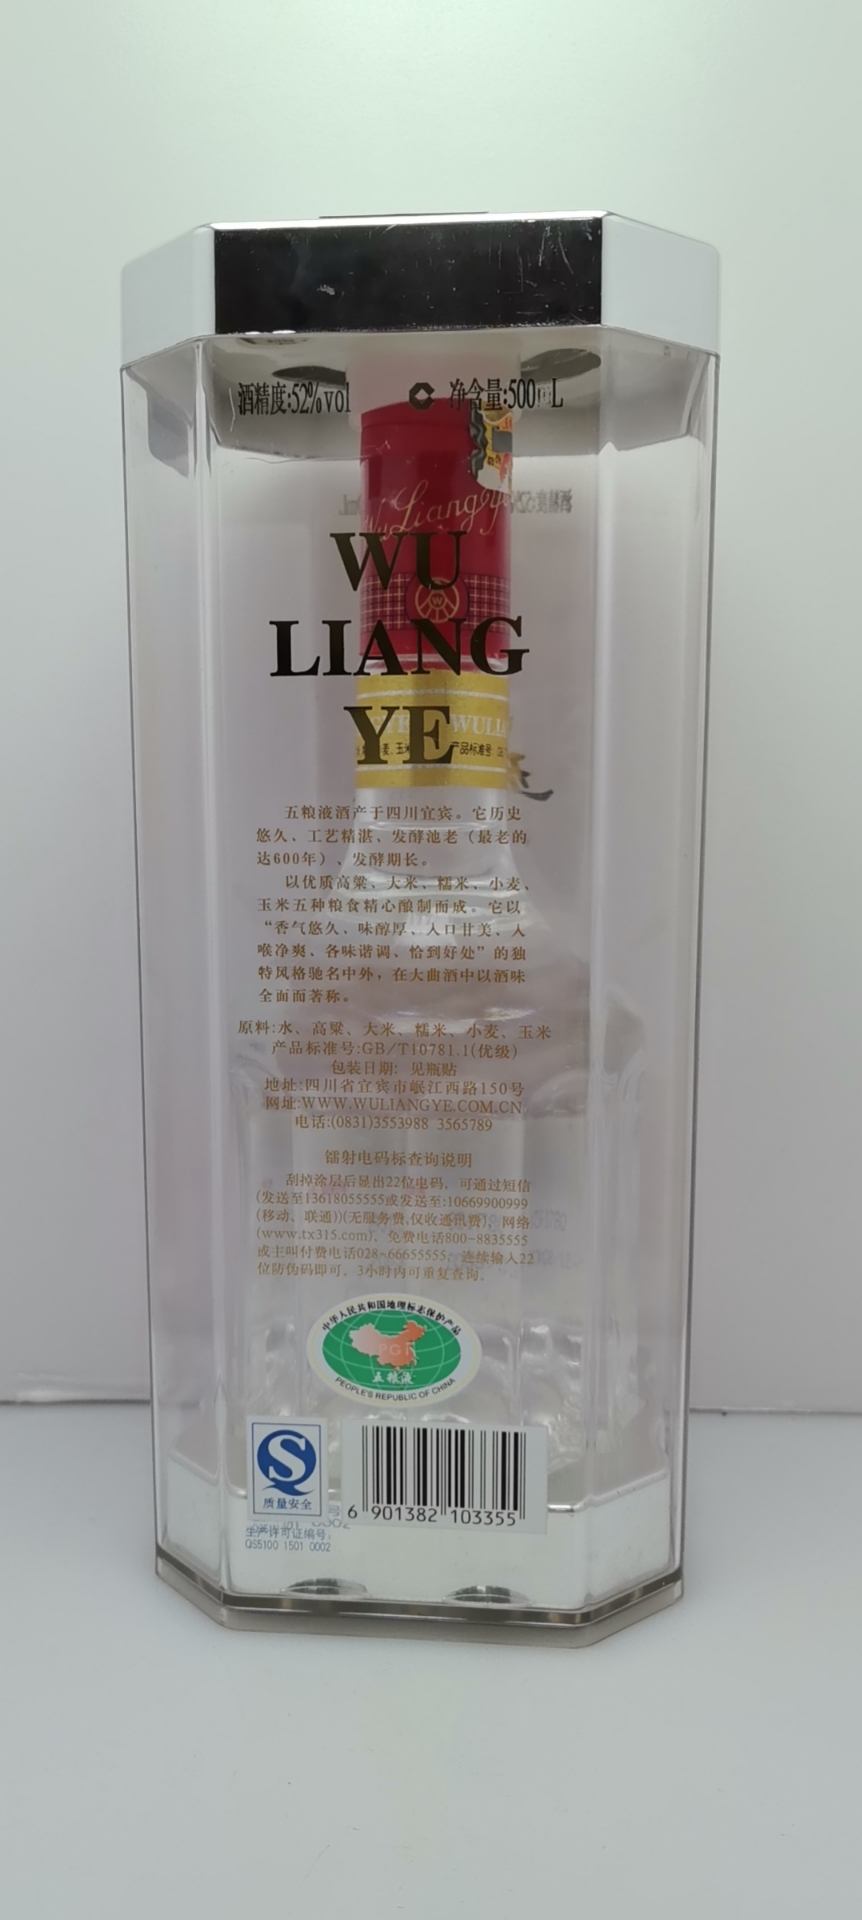 酒精度:52%vol 净含量:500mL
Wu Liang Ye
WU
LIANG
YE
WULIA
产品标准号
五粮液酒产于四川宜宾。它历史
悠久、工艺精湛、发酵池老（最老的
达600年）、发酵期长。
以优质高粱、大米、糯米、小麦、
玉米五种粮食精心酿制而成。它以
“香气悠久、味醇厚、入口甘美、入
喉净爽、各味谐调、恰到好处”的独
特风格驰名中外，在大曲酒中以酒味
全面而著称。
原料:水、高粱、大米、糯米、小麦、玉米
产品标准号:GB/T10781.1(优级)
包装日期: 见瓶贴
地址:四川省宜宾市岷江西路150号
网址:WWW.WULIANGYE.COM.CN
电话:(0831)3553988 3565789
镭射电码标查询说明
刮掉涂层后显出22位电码，可通过短信
(发送至13618055555或发送至:10669900999
(移动、联通))(无服务费,仅收通讯费)，网络
(www.tx315.com)，免费电话800-8835555
或主叫付费电话028-66655555，连续输入22
位防伪码即可。3小时内可重复查询。
中华人民共和国地理标志保护产品
PGI
五粮液
PEOPLE'S REPUBLIC OF CHINA
质量安全
6 901382 103355
生产许可证编号:
QS5100 1501 0002